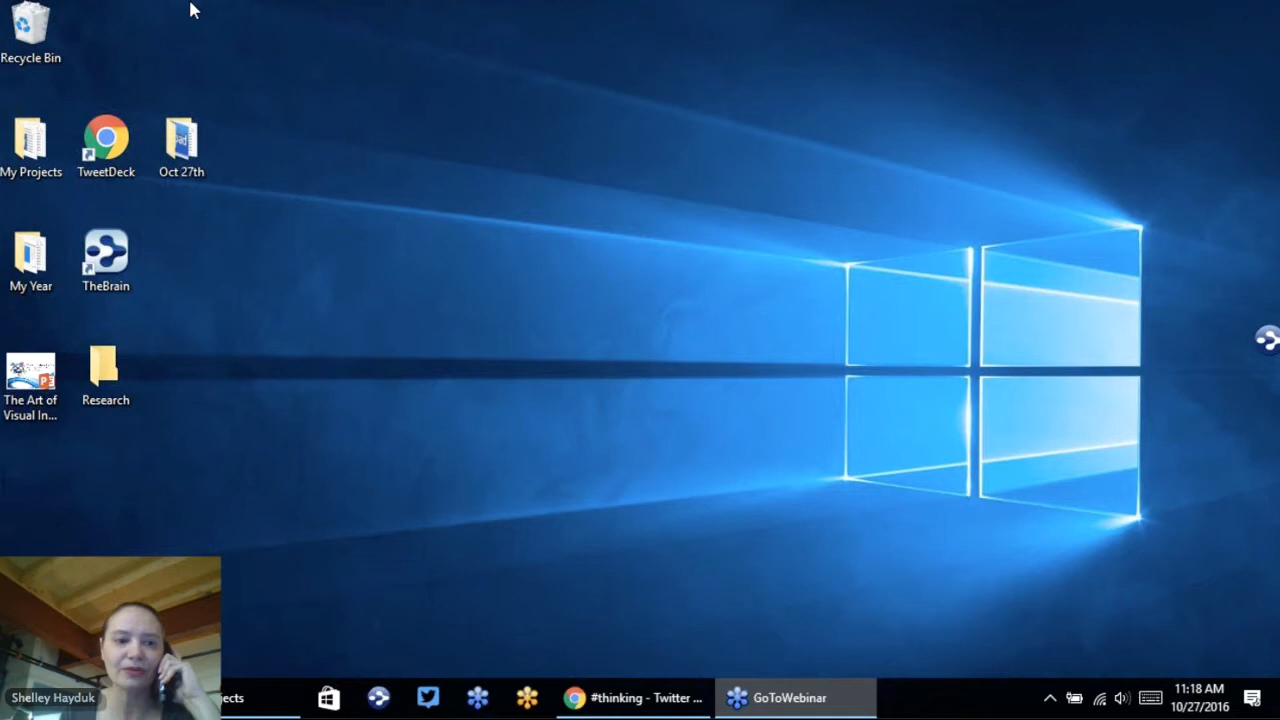 Recycle Bin
My Projects
TweetDeck
Oct 27th
My Year
TheBrain
The Art of
Visual In...
Research
Shelley Hayduk
ects
#thinking - Twitter ...
GoToWebinar
11:18 AM
10/27/2016